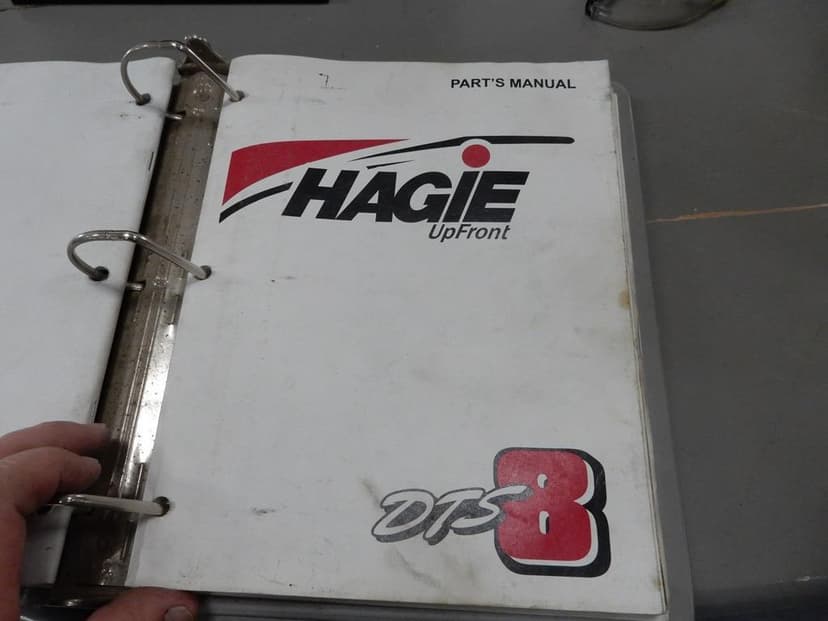 PART'S MANUAL
HAGIE
UpFront
DTS8